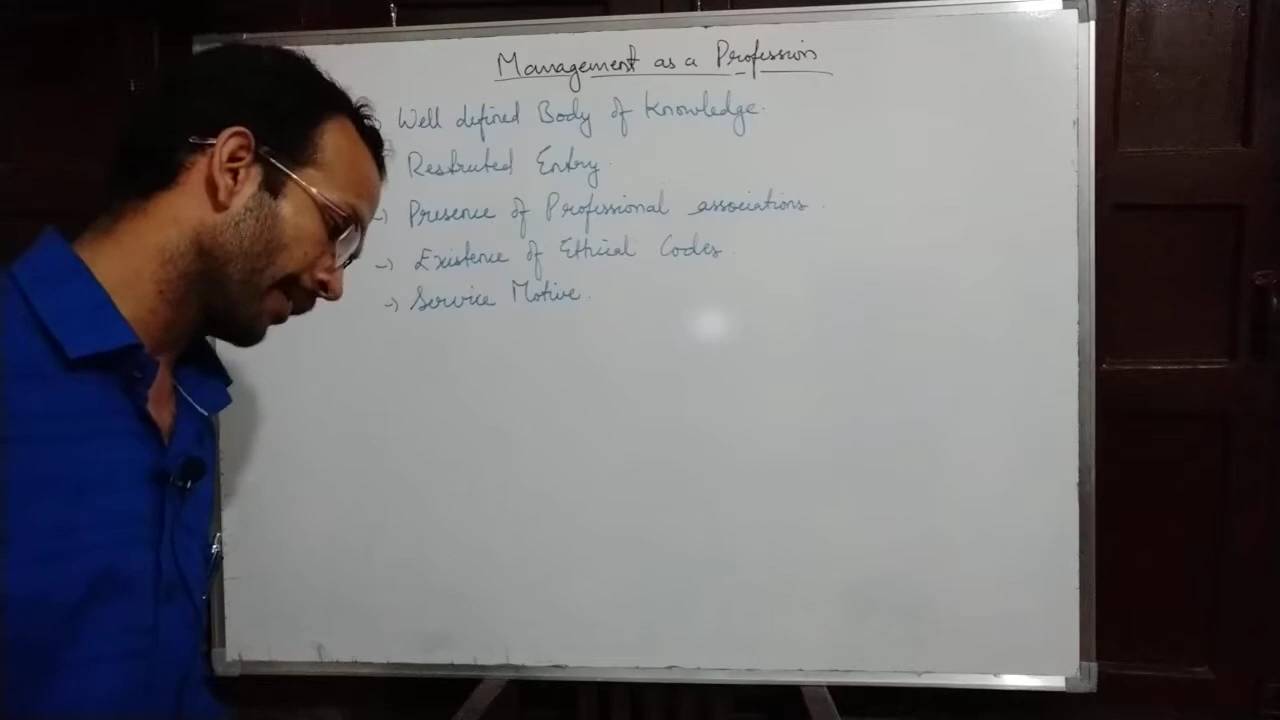 Management as a Profession
Well defined Body of Knowledge.
Restricted Entry.
-> Presence of Professional associations.
-> Existence of Ethical Codes.
-> Service Motive.